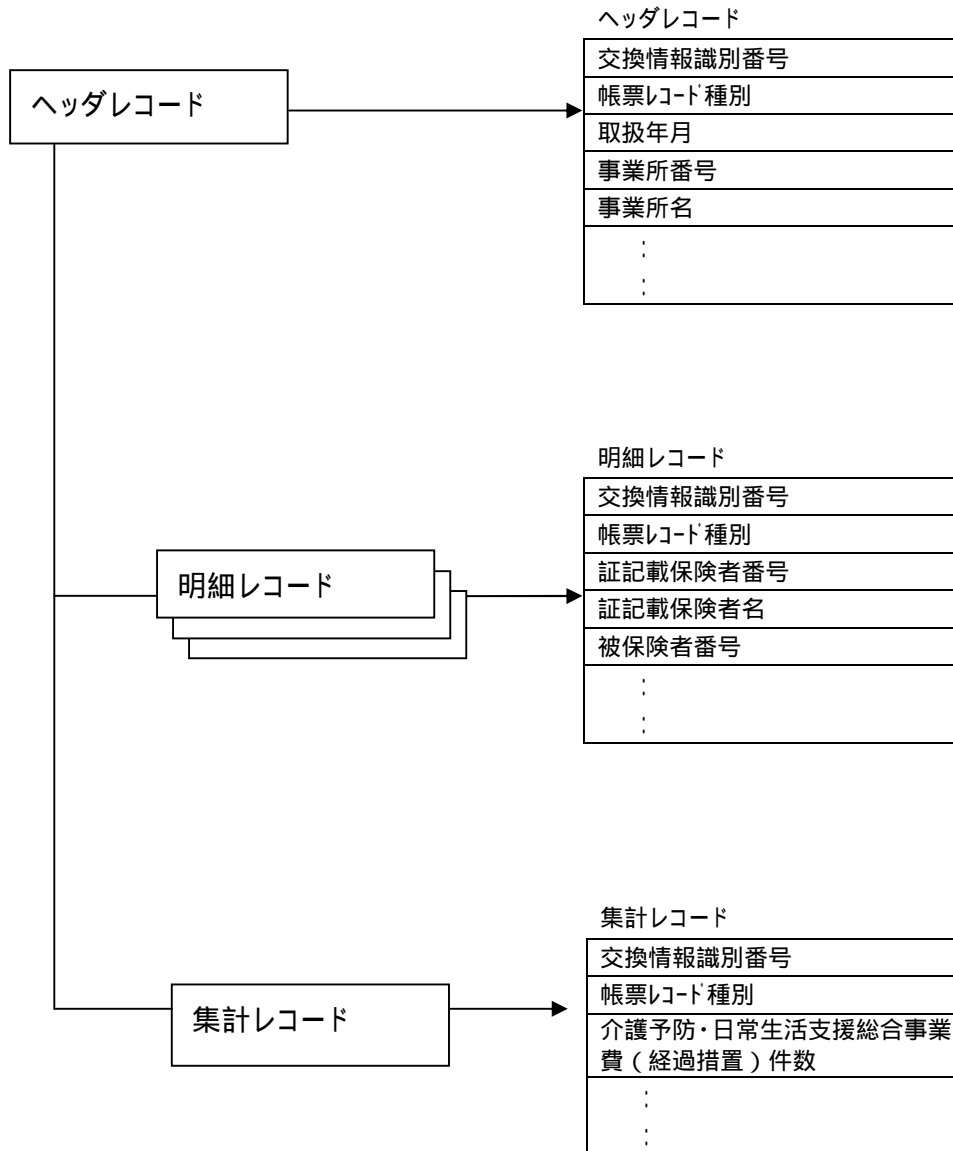 ヘッダレコード
ヘッダレコード
交換情報識別番号
帳票ﾚｺｰﾄﾞ種別
取扱年月
事業所番号
事業所名
:
:
明細レコード
明細レコード
交換情報識別番号
帳票ﾚｺｰﾄﾞ種別
証記載保険者番号
証記載保険者名
被保険者番号
:
:
集計レコード
集計レコード
交換情報識別番号
帳票ﾚｺｰﾄﾞ種別
介護予防・日常生活支援総合事業
費（経過措置）件数
:
: